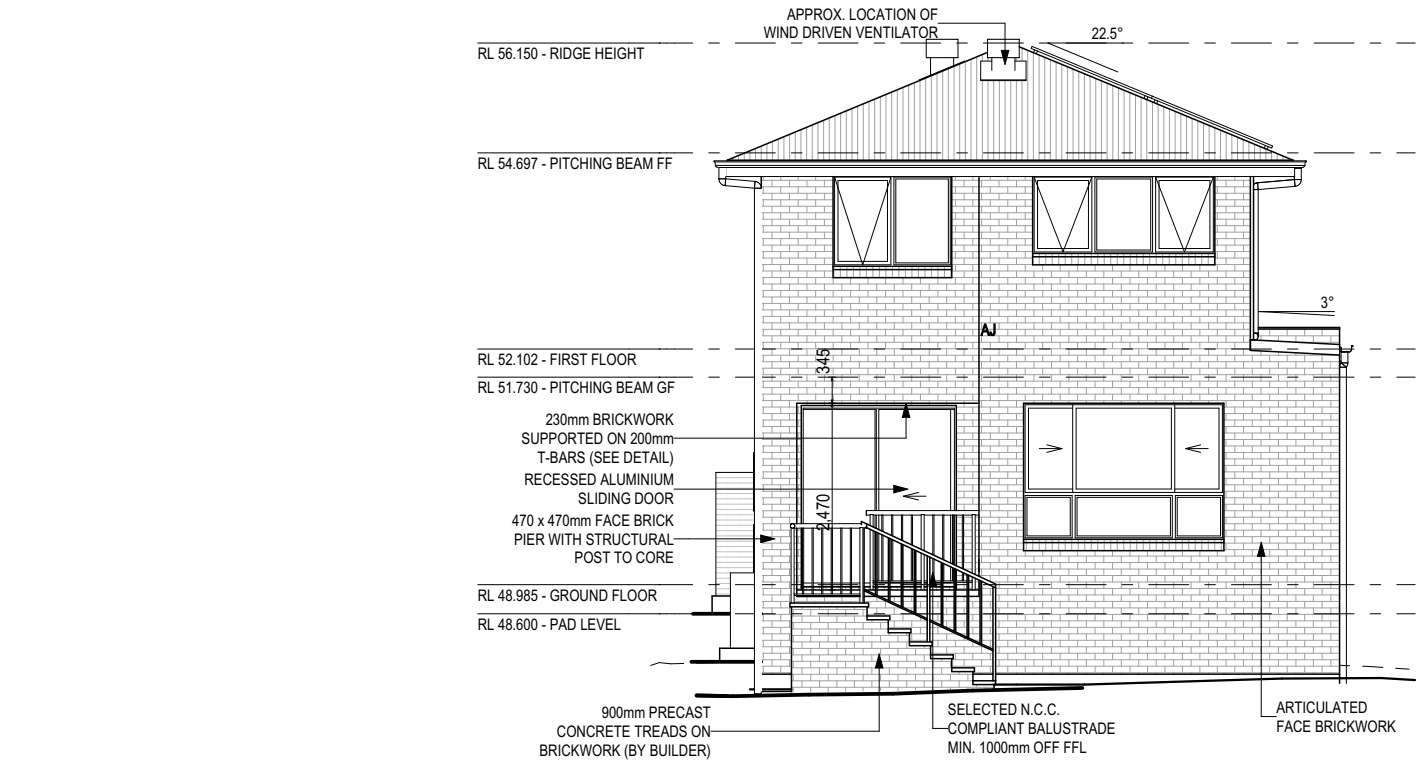 APPROX. LOCATION OF
WIND DRIVEN VENTILATOR
22.5°
RL 56.150 - RIDGE HEIGHT
RL 54.697 - PITCHING BEAM FF
3°
AJ
RL 52.102 - FIRST FLOOR
345
RL 51.730 - PITCHING BEAM GF
230mm BRICKWORK
SUPPORTED ON 200mm
T-BARS (SEE DETAIL)
RECESSED ALUMINIUM
SLIDING DOOR
2,470
470 x 470mm FACE BRICK
PIER WITH STRUCTURAL
POST TO CORE
RL 48.985 - GROUND FLOOR
RL 48.600 - PAD LEVEL
900mm PRECAST
CONCRETE TREADS ON
BRICKWORK (BY BUILDER)
SELECTED N.C.C.
COMPLIANT BALUSTRADE
MIN. 1000mm OFF FFL
ARTICULATED
FACE BRICKWORK